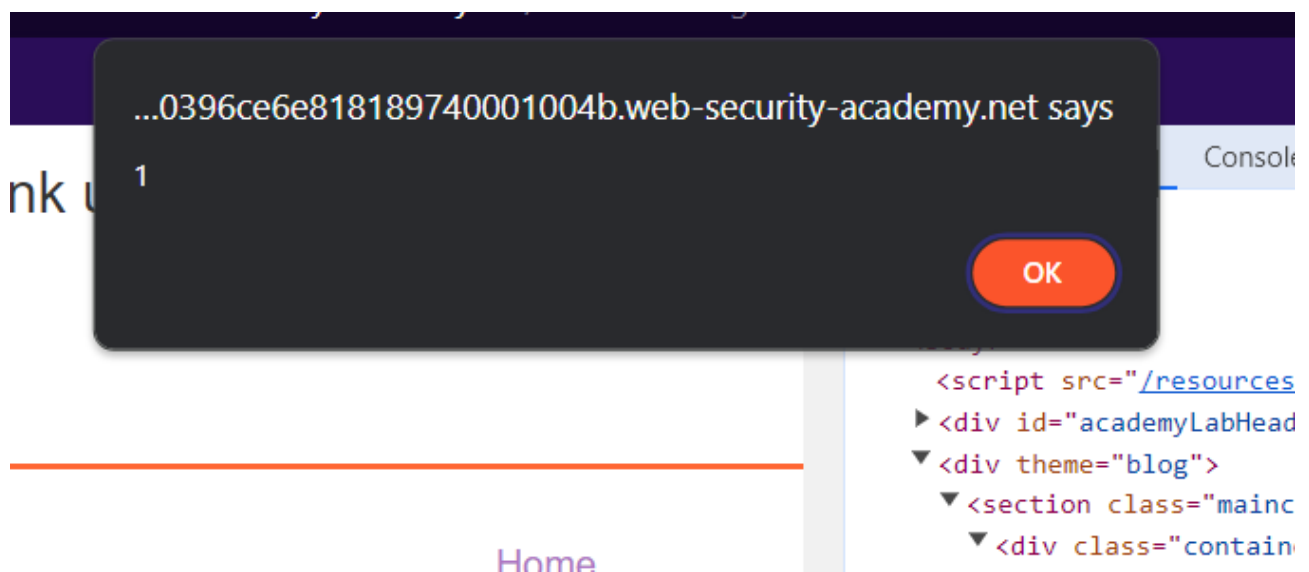 ...0396ce6e818189740001004b.web-security-academy.net says
1
Console
nk
OK
<script src="/resources
<div id="academyLabHead
<div theme="blog">
<section class="mainc
<div class="contain
Home